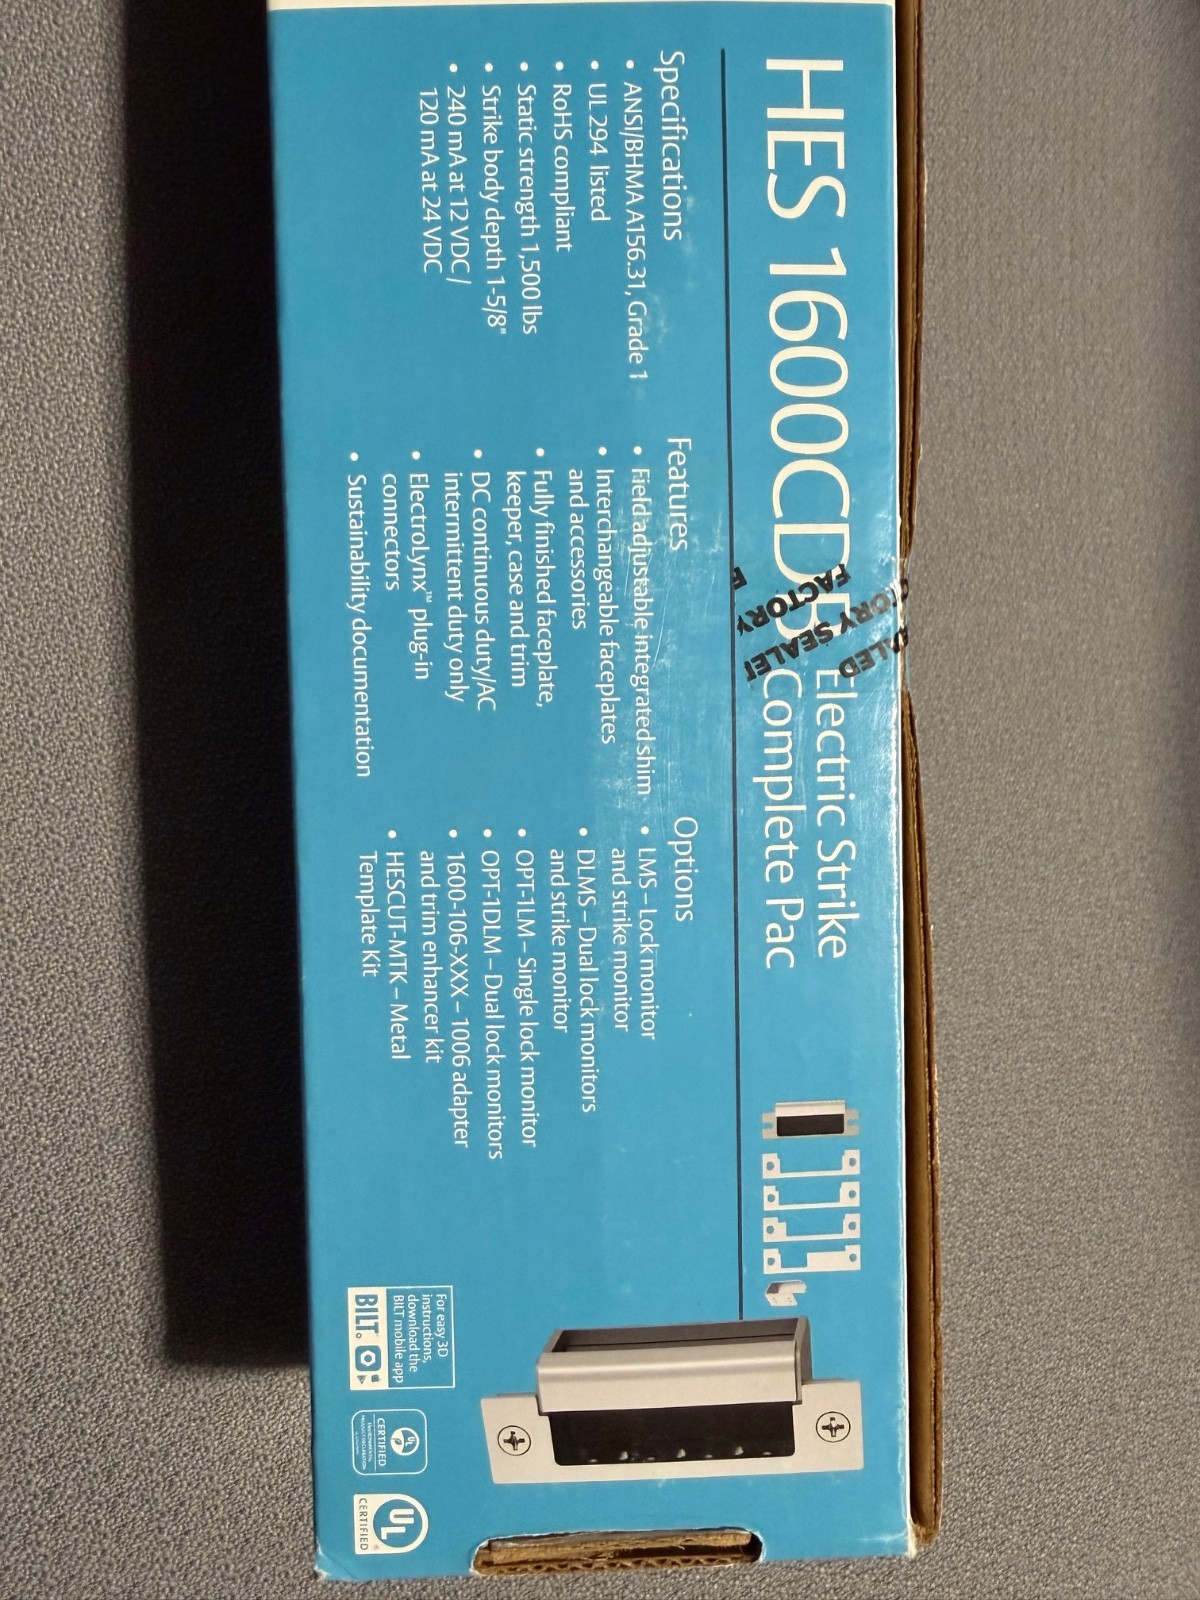 HES 1600CDB Electric Strike
Complete Pac
FACTORY SEALED
FACTORY SEALED
Specifications
• ANSI/BHMA A156.31, Grade 1
• UL 294 listed
• RoHS compliant
• Static strength 1,500 lbs
• Strike body depth 1-5/8"
• 240 mA at 12 VDC /
120 mA at 24 VDC
Features
• Field adjustable integrated shim
• Interchangeable faceplates
and accessories
• Fully finished faceplate,
keeper, case and trim
• DC continuous duty/AC
intermittent duty only
• ElectroLynx™ plug-in
connectors
• Sustainability documentation
Options
• LMS – Lock monitor
and strike monitor
• DLMS – Dual lock monitors
and strike monitor
• OPT-1LM – Single lock monitor
• OPT-1DLM – Dual lock monitors
• 1600-106-XXX – 1006 adapter
and trim enhancer kit
• HESCUT-MTK – Metal
Template Kit
For easy 3D
instructions,
download the
BILT mobile app
BILT®
UL
CERTIFIED
UL
CERTIFIED